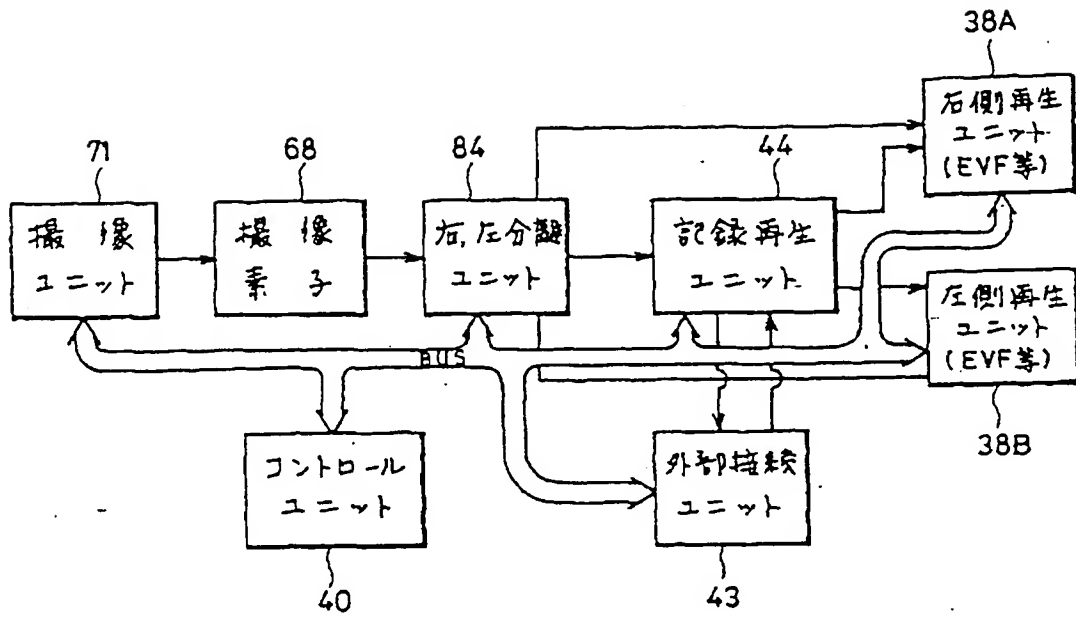 38A
右側再生
ユニット
(EVF等)
71
撮像
ユニット
68
撮像
素子
84
右,左分離
ユニット
44
記録再生
ユニット
左側再生
ユニット
(EVF等)
38B
BUS
コントロール
ユニット
40
外部接続
ユニット
43